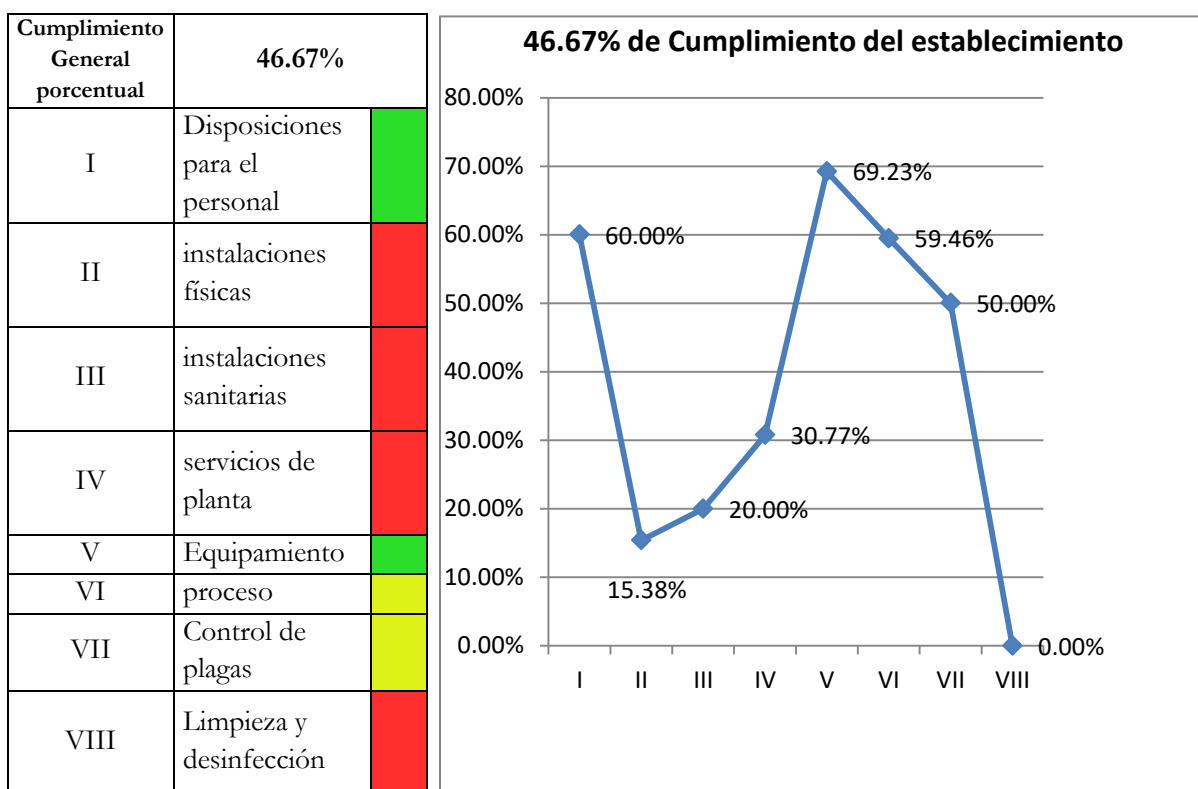 Cumplimiento
General
porcentual
46.67%
I
Disposiciones
para el
personal
II
instalaciones
físicas
III
instalaciones
sanitarias
IV
servicios de
planta
V
Equipamiento
VI
proceso
VII
Control de
plagas
VIII
Limpieza y
desinfección
46.67% de Cumplimiento del establecimiento
80.00%
70.00%
60.00%
50.00%
40.00%
30.00%
20.00%
10.00%
0.00%
60.00%
15.38%
20.00%
30.77%
69.23%
59.46%
50.00%
0.00%
I II III IV V VI VII VIII